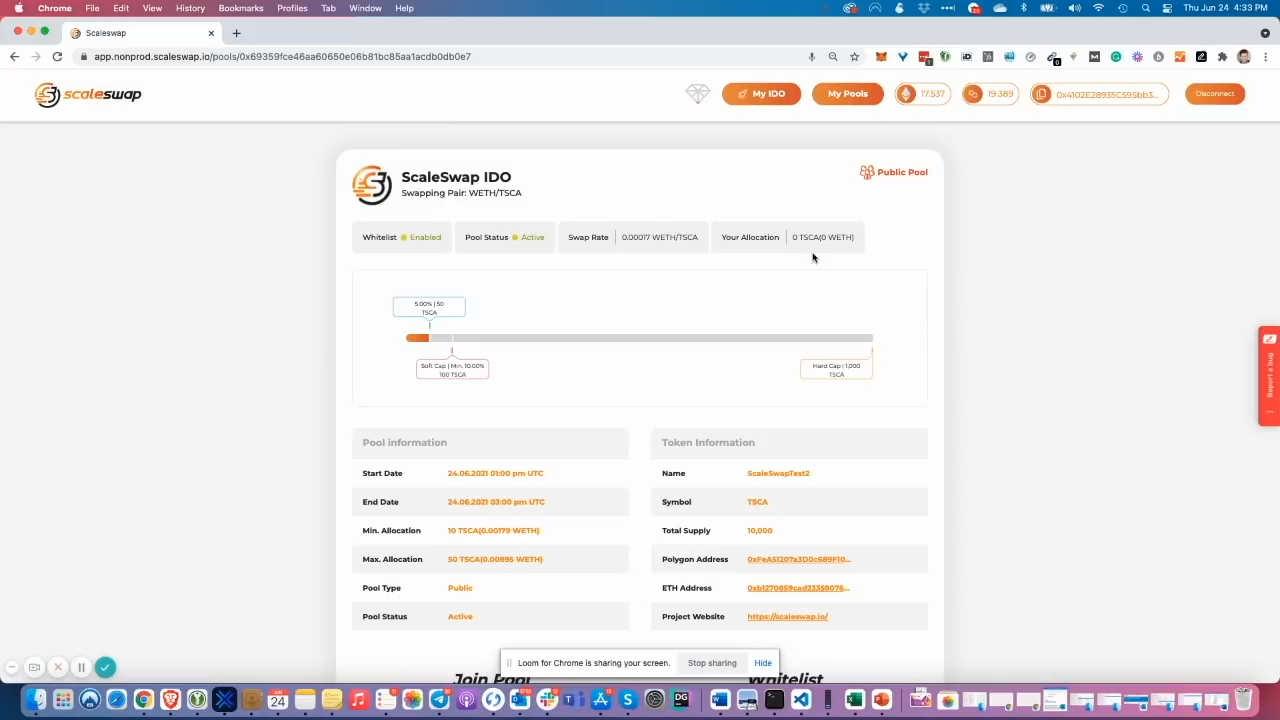 Chrome File Edit View History Bookmarks Profiles Tab Window Help Thu Jun 24 4:33 PM
Scaleswap
app.nonprod.scaleswap.io/pools/0x69359fce46aa60650e06b81bc85aa1acdb0db0e7
scaleswap My IDO My Pools 17.537 19.389 0x4102E28935C595bb3... Disconnect
ScaleSwap IDO
Swapping Pair: WETH/TSCA
Public Pool
Whitelist Enabled Pool Status Active Swap Rate 0.00017 WETH/TSCA Your Allocation 0 TSCA(0 WETH)
5.00% | 50
TSCA
Soft Cap | Min. 10.00%
100 TSCA
Hard Cap | 1,000
TSCA
Report a bug
Pool information
Start Date 24.06.2021 01:00 pm UTC
End Date 24.06.2021 03:00 pm UTC
Min. Allocation 10 TSCA(0.00179 WETH)
Max. Allocation 50 TSCA(0.00895 WETH)
Pool Type Public
Pool Status Active
Token Information
Name ScaleSwapTest2
Symbol TSCA
Total Supply 10,000
Polygon Address 0xFeA51207a3D0c689F10...
ETH Address 0xb1270859cad23359076...
Project Website https://scaleswap.io/
Join Pool
Whitelist
Loom for Chrome is sharing your screen. Stop sharing Hide